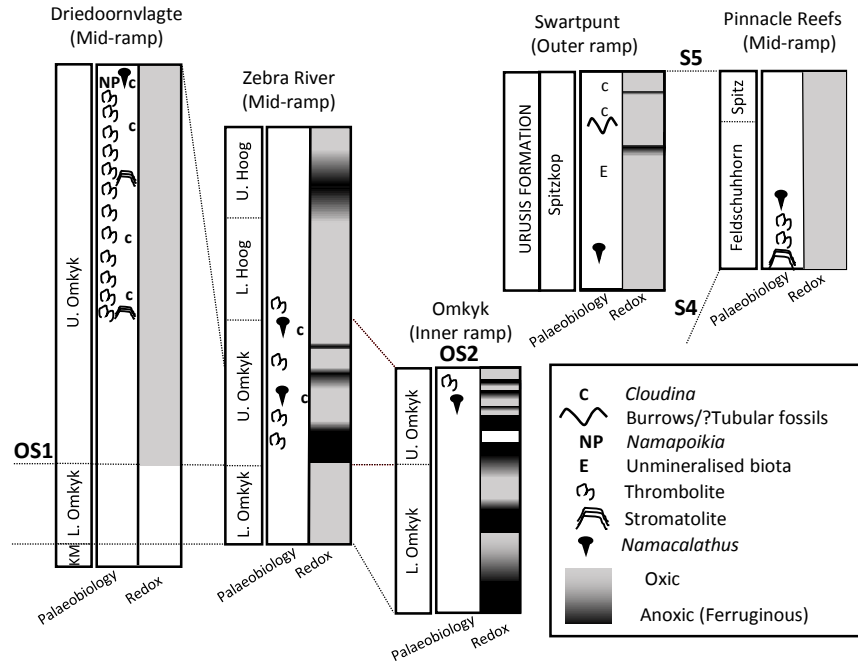 Driedoornvlagte
(Mid-ramp)
U. Omkyk
L. Omkyk
KM
NP
c
c
c
c
Palaeobiology
Redox
OS1
Zebra River
(Mid-ramp)
U. Hoog
L. Hoog
U. Omkyk
L. Omkyk
c
c
Palaeobiology
Redox
Omkyk
(Inner ramp)
OS2
U. Omkyk
L. Omkyk
Palaeobiology
Redox
Swartpunt
(Outer ramp)
URUSIS FORMATION
Spitzkop
c
c
E
Palaeobiology
Redox
S5
S4
Pinnacle Reefs
(Mid-ramp)
Spitz
Feldschuhhorn
Palaeobiology
Redox
C Cloudina
Burrows/?Tubular fossils
NP Namapoikia
E Unmineralised biota
Thrombolite
Stromatolite
Namacalathus
Oxic
Anoxic (Ferruginous)